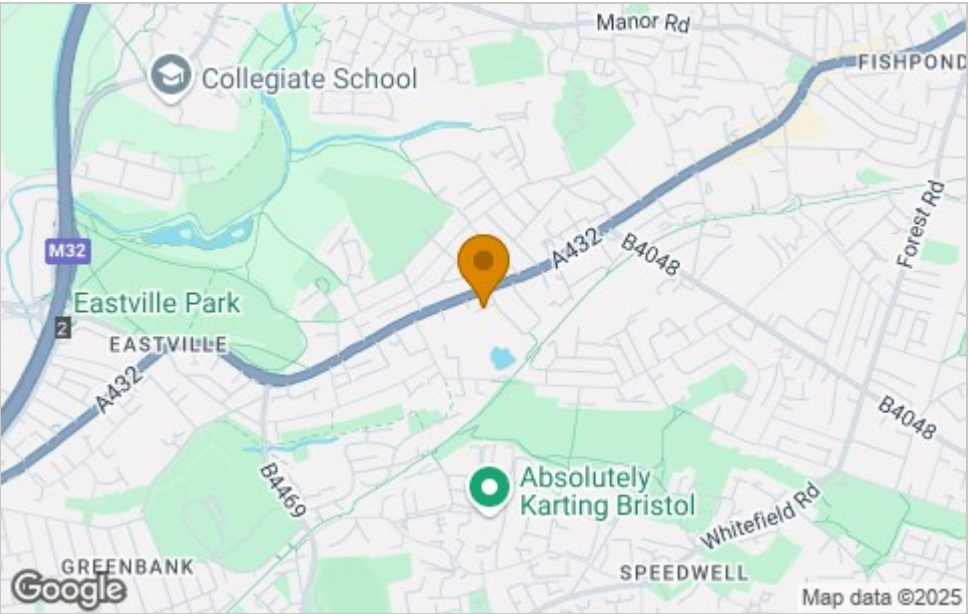 Manor Rd
FISHPOND
Collegiate School
Forest Rd
A432
B4048
M32
Eastville Park
2
EASTVILLE
A432
B4048
B4469
Absolutely
Karting Bristol
Whitefield Rd
GREENBANK
SPEEDWELL
Google
Map data ©2025